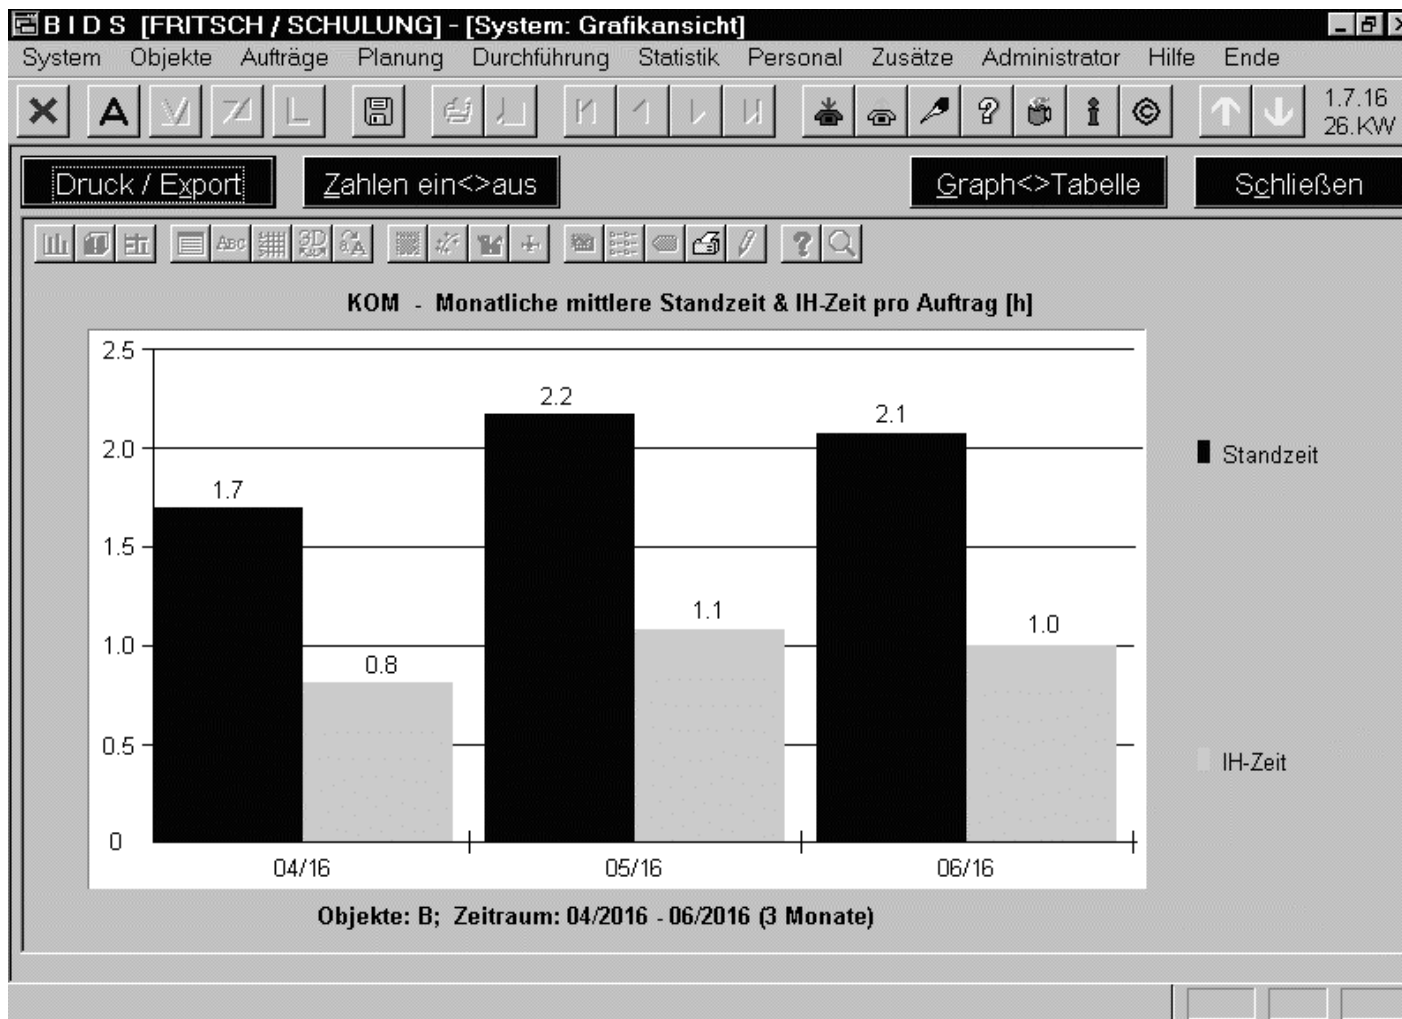 B I D S [FRITSCH / SCHULUNG] - [System: Grafikansicht]
System Objekte Aufträge Planung Durchführung Statistik Personal Zusätze Administrator Hilfe Ende
1.7.16
26.KW
Druck / Export Zahlen ein<>aus Graph<>Tabelle Schließen
KOM - Monatliche mittlere Standzeit & IH-Zeit pro Auftrag [h]
2.5
2.2
2.1
2.0
Standzeit
1.7
1.5
1.1
1.0
1.0
0.8
0.5
IH-Zeit
0
04/16 05/16 06/16
Objekte: B; Zeitraum: 04/2016 - 06/2016 (3 Monate)